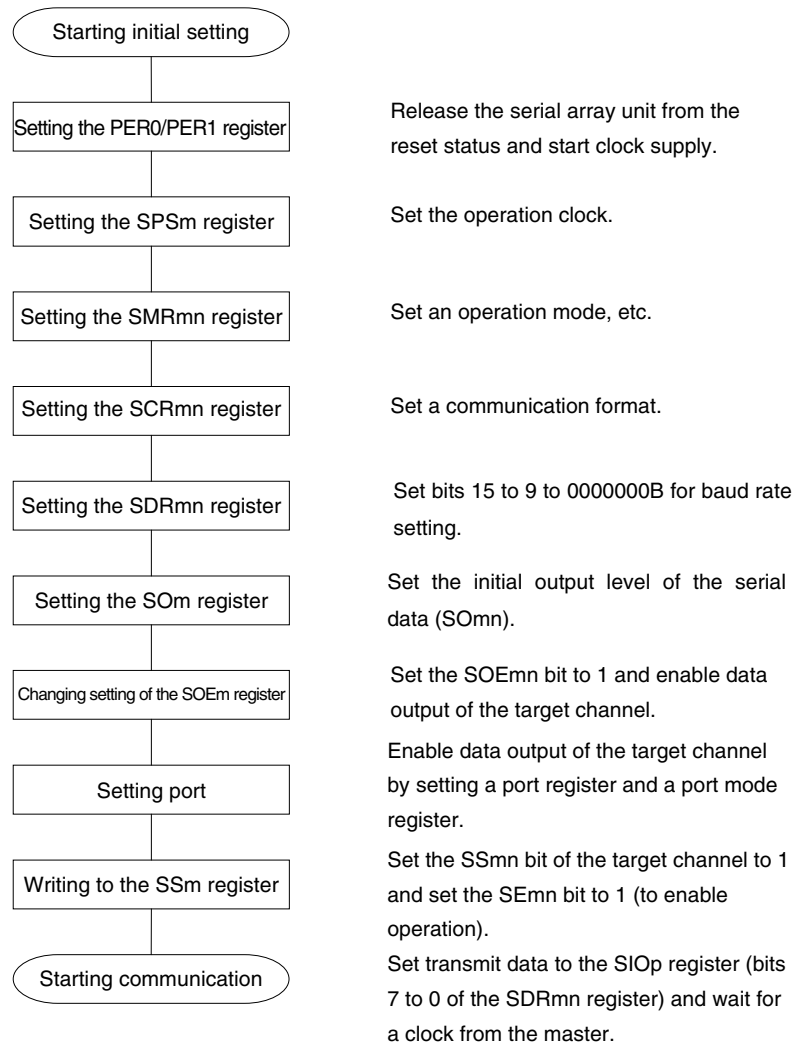 Starting initial setting
Setting the PER0/PER1 register
Release the serial array unit from the
reset status and start clock supply.
Setting the SPSm register
Set the operation clock.
Setting the SMRmn register
Set an operation mode, etc.
Setting the SCRmn register
Set a communication format.
Setting the SDRmn register
Set bits 15 to 9 to 0000000B for baud rate
setting.
Setting the SOm register
Set the initial output level of the serial
data (SOmn).
Changing setting of the SOEm register
Set the SOEmn bit to 1 and enable data
output of the target channel.
Setting port
Enable data output of the target channel
by setting a port register and a port mode
register.
Writing to the SSm register
Set the SSmn bit of the target channel to 1
and set the SEmn bit to 1 (to enable
operation).
Starting communication
Set transmit data to the SIOp register (bits
7 to 0 of the SDRmn register) and wait for
a clock from the master.